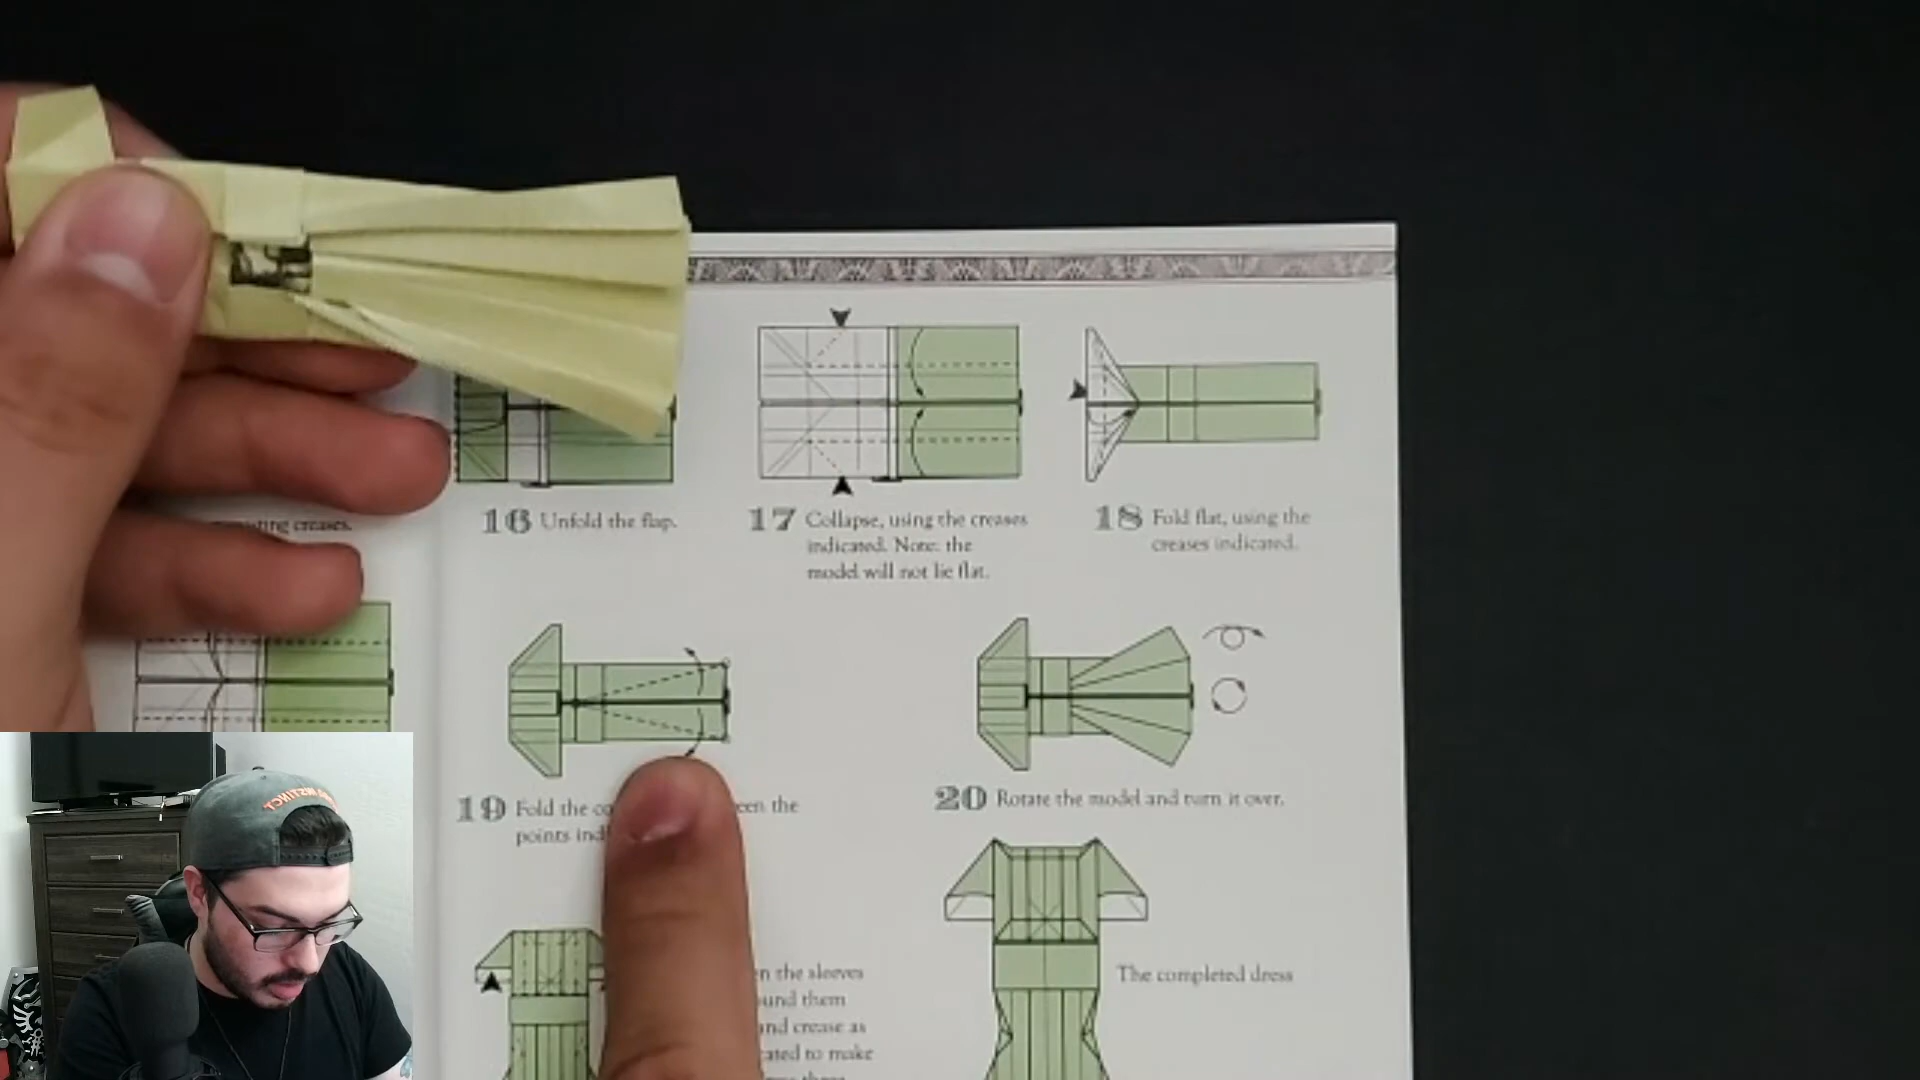 creases.
16 Unfold the flap.
17 Collapse, using the creases
indicated. Note: the
model will not lie flat.
18 Fold flat, using the
creases indicated.
19 Fold the
the
points
20 Rotate the model and turn it over.
the sleeves
them
and crease as
to make
The completed dress
INSTINCT